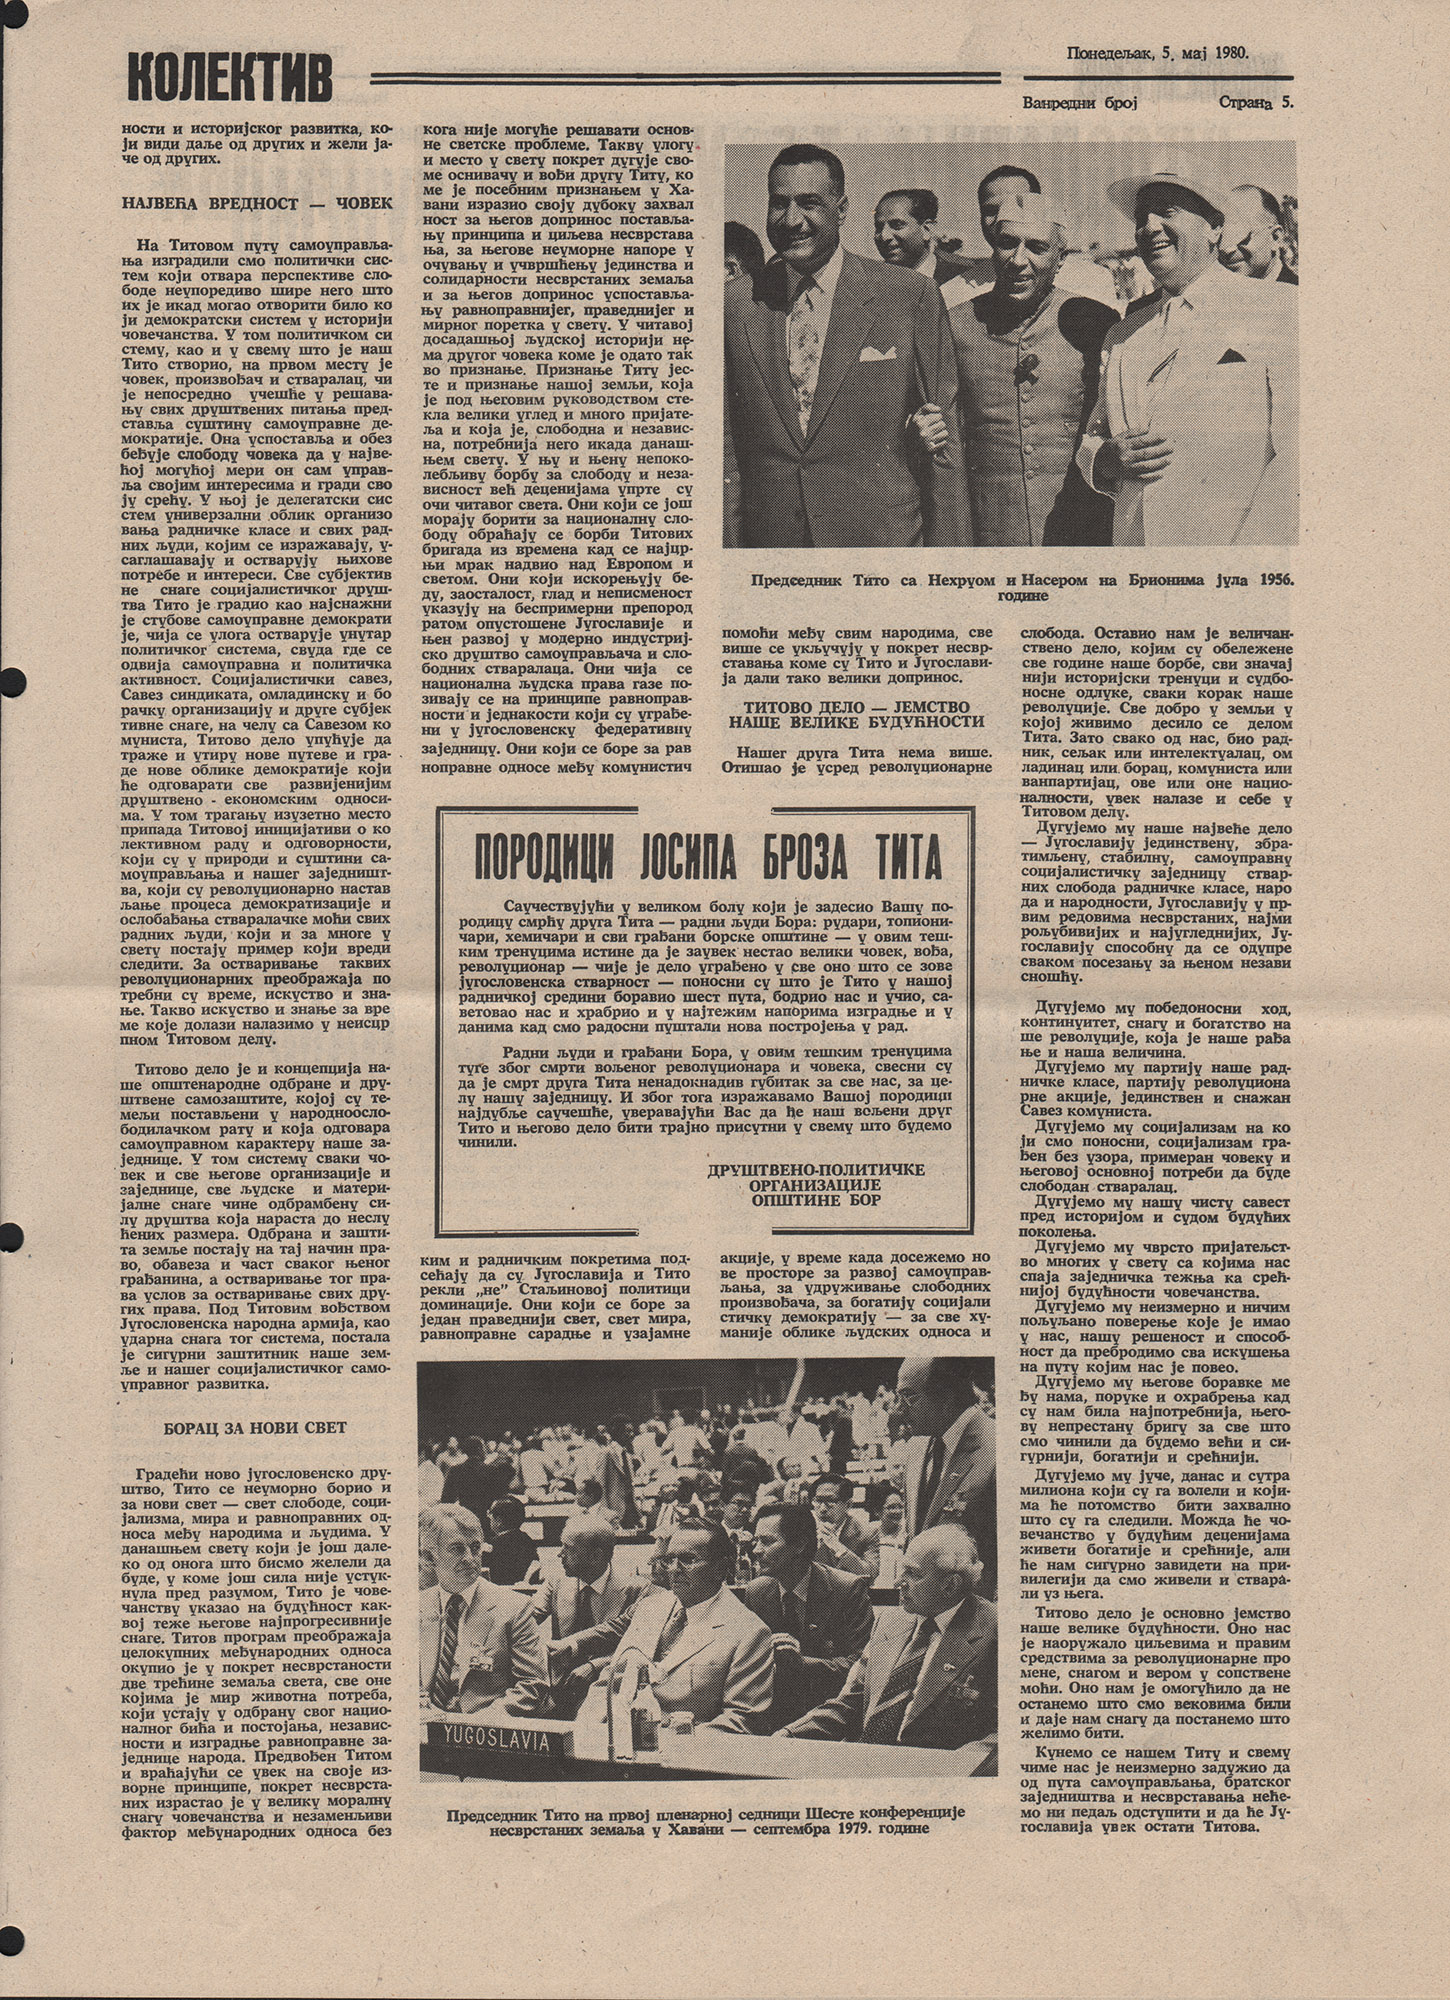 КОЛЕКТИВ
Понедељак, 5. мај 1980.
Ванредни број
Страна 5.
ности и историјског развитка, ко-
ји види даље од других и жели ја-
че од других.
НАЈВЕЋА ВРЕДНОСТ — ЧОВЕК
На Титовом путу самоуправља-
ња изградили смо политички сис-
тем који отвара перспективе сло-
боде неупоредиво шире него што
их је икад могао отворити било ко
ји демократски систем у историји
човечанства. У том политичком си
стему, као и у свему што је наш
Тито створио, на првом месту је
човек, произвођач и стваралац, чи
је непосредно учешће у решава-
њу свих друштвених питања пред-
ставља суштину самоуправне де-
мократије. Она успоставља и обез
беђује слободу човека да у најве-
ћој могућој мери он сам управ-
ља својим интересима и гради сво
ју срећу. У њој је делегатски сис
стем универзални облик организо
вања радничке класе и свих рад-
них људи, којим се изражавају, у-
саглашавају и остварују њихове
потребе и интереси. Све субјектив
не снаге социјалистичког друш-
тва Тито је градио као најснажни
је стубове самоуправне демократи
је, чија се улога остварује унутар
политичког система, свуда где се
одвија самоуправна и политичка
активност. Социјалистички савез,
Савез синдиката, омладинску и бо
рачку организацију и друге субјек
тивне снаге, на челу са Савезом ко
муниста, Титово дело упућује да
траже и утиру нове путеве и гра-
де нове облике демократије који
ће одговарати све развијенијим
друштвено - економским односи-
ма. У том трагању изузетно место
припада Титовој иницијативи о ко
лективном раду и одговорности,
који су у природи и суштини са-
моуправљања и нашег заједништ-
ва, који су револуционарно настав
љање процеса демократизације и
ослобађања стваралачке моћи свих
радних људи, који и за многе у
свету постају пример који вреди
следити. За остваривање таквих
револуционарних преображаја по
требни су време, искуство и зна-
ње. Такво искуство и знање за вре
ме које долази налазимо у неисцр
пном Титовом делу.
Титово дело је и концепција на-
ше општенародне одбране и дру-
штвене самозаштите, којој су те-
мељи постављени у народноосло-
бодилачком рату и која одговара
самоуправном карактеру наше за-
једнице. У том систему сваки чо-
век и све његове организације и
заједнице, све људске и матери-
јалне снаге чине одбрамбену си-
лу друштва која нараста до неслу
ћених размера. Одбрана и зашти-
та земље постају на тај начин пра-
во, обавеза и част сваког њеног
грађанина, а остваривање тог пра-
ва услов за остваривање свих дру-
гих права. Под Титовим вођством
Југословенска народна армија, као
ударна снага тог система, постала
је сигурни заштитник наше зем-
ље и нашег социјалистичког само-
управног развитка.
БОРАЦ ЗА НОВИ СВЕТ
Градећи ново југословенско дру-
штво, Тито се неуморно борио и
за нови свет — свет слободе, соци-
јализма, мира и равноправних од-
носа међу народима и људима. У
данашњем свету који је још дале-
ко од онога што бисмо желели да
буде, у коме још сила није устук-
нула пред разумом, Тито је чове-
чанству указао на будућност как-
вој теже његове најпрогресивније
снаге. Титов програм преображаја
целокупних међународних односа
окупио је у покрет несврстаности
две трећине земаља света, све оне
којима је мир животна потреба,
који устају у одбрану свог нацио-
налног бића и постојања, независ-
ности и изградње равноправне за-
једнице народа. Предвођен Титом
и враћајући се увек на своје из-
ворне принципе, покрет несврста-
них израстао је у велику моралну
снагу човечанства и незаменљиви
фактор међународних односа без
кога није могуће решавати основ-
не светске проблеме. Такву улогу
и место у свету покрет дугује сво-
ме оснивачу и вођи другу Титу, ко
ме је посебним признањем у Ха-
вани изразио своју дубоку захвал
ност за његов допринос поставља-
њу принципа и циљева несврстава
ња, за његове неуморне напоре у
очувању и учвршћењу јединства и
солидарности несврстаних земаља
и за његов допринос успоставља-
њу равноправнијег, праведнијег и
мирног поретка у свету. У читавој
досадашњој људској историји не-
ма другог човека коме је одато так
во признање. Признање Титу јес-
те и признање нашој земљи, која
је под његовим руководством сте-
кла велики углед и много пријате-
ља и која је, слободна и независ-
на, потребнија него икада данаш-
њем свету. У њу и њену непоко-
лебљиву борбу за слободу и неза-
висност већ деценијама упрте су
очи читавог света. Они који се још
морају борити за националну сло-
боду обраћају се борби Титових
бригада из времена кад се најцр-
њи мрак надвио над Европом и
светом. Они који искорењују бе-
ду, заосталост, глад и неписменост
указују на беспримерни препород
ратом опустошене Југославије и
њен развој у модерно индустриј-
ско друштво самоуправљача и сло-
бодних стваралаца. Они чија се
национална људска права газе по-
зивају се на принципе равноправ-
ности и једнакости који су уграђе-
ни у југословенску федеративну
заједницу. Они који се боре за рав
ноправне односе међу комунистич
Председник Тито са Нехруом и Насером на Брионима јула 1956.
године
помоћи међу свим народима, све
више се укључују у покрет несвр-
ставања коме су Тито и Југослави-
ја дали тако велики допринос.
ТИТОВО ДЕЛО — ЈЕМСТВО
НАШЕ ВЕЛИКЕ БУДУЋНОСТИ
Нашег друга Тита нема више.
Отишао је усред револуционарне
ПОРОДИЦИ ЈОСИПА БРОЗА ТИТА
Саучествујући у великом болу који је задесио Вашу по-
родицу смрћу друга Тита — радни људи Бора: рудари, топиони-
чари, хемичари и сви грађани борске општине — у овим теш-
ким тренуцима истине да је заувек нестао велики човек, вођа,
револуционар — чије је дело уграђено у све оно што се зове
југословенска стварност — поносни су што је Тито у нашој
радничкој средини боравио шест пута, бодрио нас и учио, са-
ветовао нас и храбрио и у најтежим напорима изградње и у
данима кад смо радосни пуштали нова постројења у рад.
Радни људи и грађани Бора, у овим тешким тренуцима
туге због смрти вољеног револуционара и човека, свесни су
да је смрт друга Тита ненадокнадив губитак за све нас, за це-
лу нашу заједницу. И због тога изражавамо Вашој породици
најдубље саучешће, уверавајући Вас да ће наш вољени друг
Тито и његово дело бити трајно присутни у свему што будемо
чинили.
ДРУШТВЕНО-ПОЛИТИЧКЕ
ОРГАНИЗАЦИЈЕ
ОПШТИНЕ БОР
ким и радничким покретима под-
сећају да су Југославија и Тито
рекли „не" Стаљиновој политици
доминације. Они који се боре за
један праведнији свет, свет мира,
равноправне сарадње и узајамне
акције, у време када досежемо но
ве просторе за развој самоуправ-
љања, за удруживање слободних
произвођача, за богатију социјали
стичку демократију — за све ху-
маније облике људских односа и
YUGOSLAVIA
Председник Тито на првој пленарној седници Шесте конференције
несврстаних земаља у Хавани — септембра 1979. године
слобода. Оставио нам је величан-
ствено дело, којим су обележене
све године наше борбе, сви значај
нији историјски тренуци и судбо-
носне одлуке, сваки корак наше
револуције. Све добро у земљи у
којој живимо десило се делом
Тита. Зато свако од нас, био рад-
ник, сељак или интелектуалац, ом
ладинац или борац, комуниста или
ванпартијац, ове или оне нацио-
налности, увек налазе и себе у
Титовом делу.
Дугујемо му наше највеће дело
— Југославију јединствену, збра-
тимљену, стабилну, самоуправну
социјалистичку заједницу ствар-
них слобода радничке класе, наро
да и народности, Југославију у пр-
вим редовима несврстаних, најми
рољубивијих и најугледнијих, Ју-
гославију способну да се одупре
сваком посезању за њеном незави
сношћу.
Дугујемо му победоносни ход,
континуитет, снагу и богатство на
ше револуције, која је наше рађа
ње и наша величина.
Дугујемо му партију наше рад-
ничке класе, партију револуциона
рне акције, јединствен и снажан
Савез комуниста.
Дугујемо му социјализам на ко
ји смо поносни, социјализам гра-
ђен без узора, примеран човеку и
његовој основној потреби да буде
слободан стваралац.
Дугујемо му нашу чисту савест
пред историјом и судом будућих
поколења.
Дугујемо му чврсто пријатељст-
во многих у свету са којима нас
спаја заједничка тежња ка срећ-
нијој будућности човечанства.
Дугујемо му неизмерно и ничим
пољуљано поверење које је имао
у нас, нашу решеност и способ-
ност да пребродимо сва искушења
на путу којим нас је повео.
Дугујемо му његове боравке ме
ђу нама, поруке и охрабрења кад
су нам била најпотребнија, њего-
ву непрестану бригу за све што
смо чинили да будемо већи и си-
гурнији, богатији и срећнији.
Дугујемо му јуче, данас и сутра
милиона који су га волели и који-
ма ће потомство бити захвално
што су га следили. Можда ће чо-
вечанство у будућим деценијама
живети богатије и срећније, али
ће нам сигурно завидети на при-
вилегији да смо живели и ствара-
ли уз њега.
Титово дело је основно јемство
наше велике будућности. Оно нас
је наоружало циљевима и правим
средствима за револуционарне про
мене, снагом и вером у сопствене
моћи. Оно нам је омогућило да не
останемо што смо вековима били
и даје нам снагу да постанемо што
желимо бити.
Кунемо се нашем Титу и свему
чиме нас је неизмерно задужио да
од пута самоуправљања, братског
заједништва и несврставања неће-
мо ни педаљ одступити и да ће Ју-
гославија увек остати Титова.